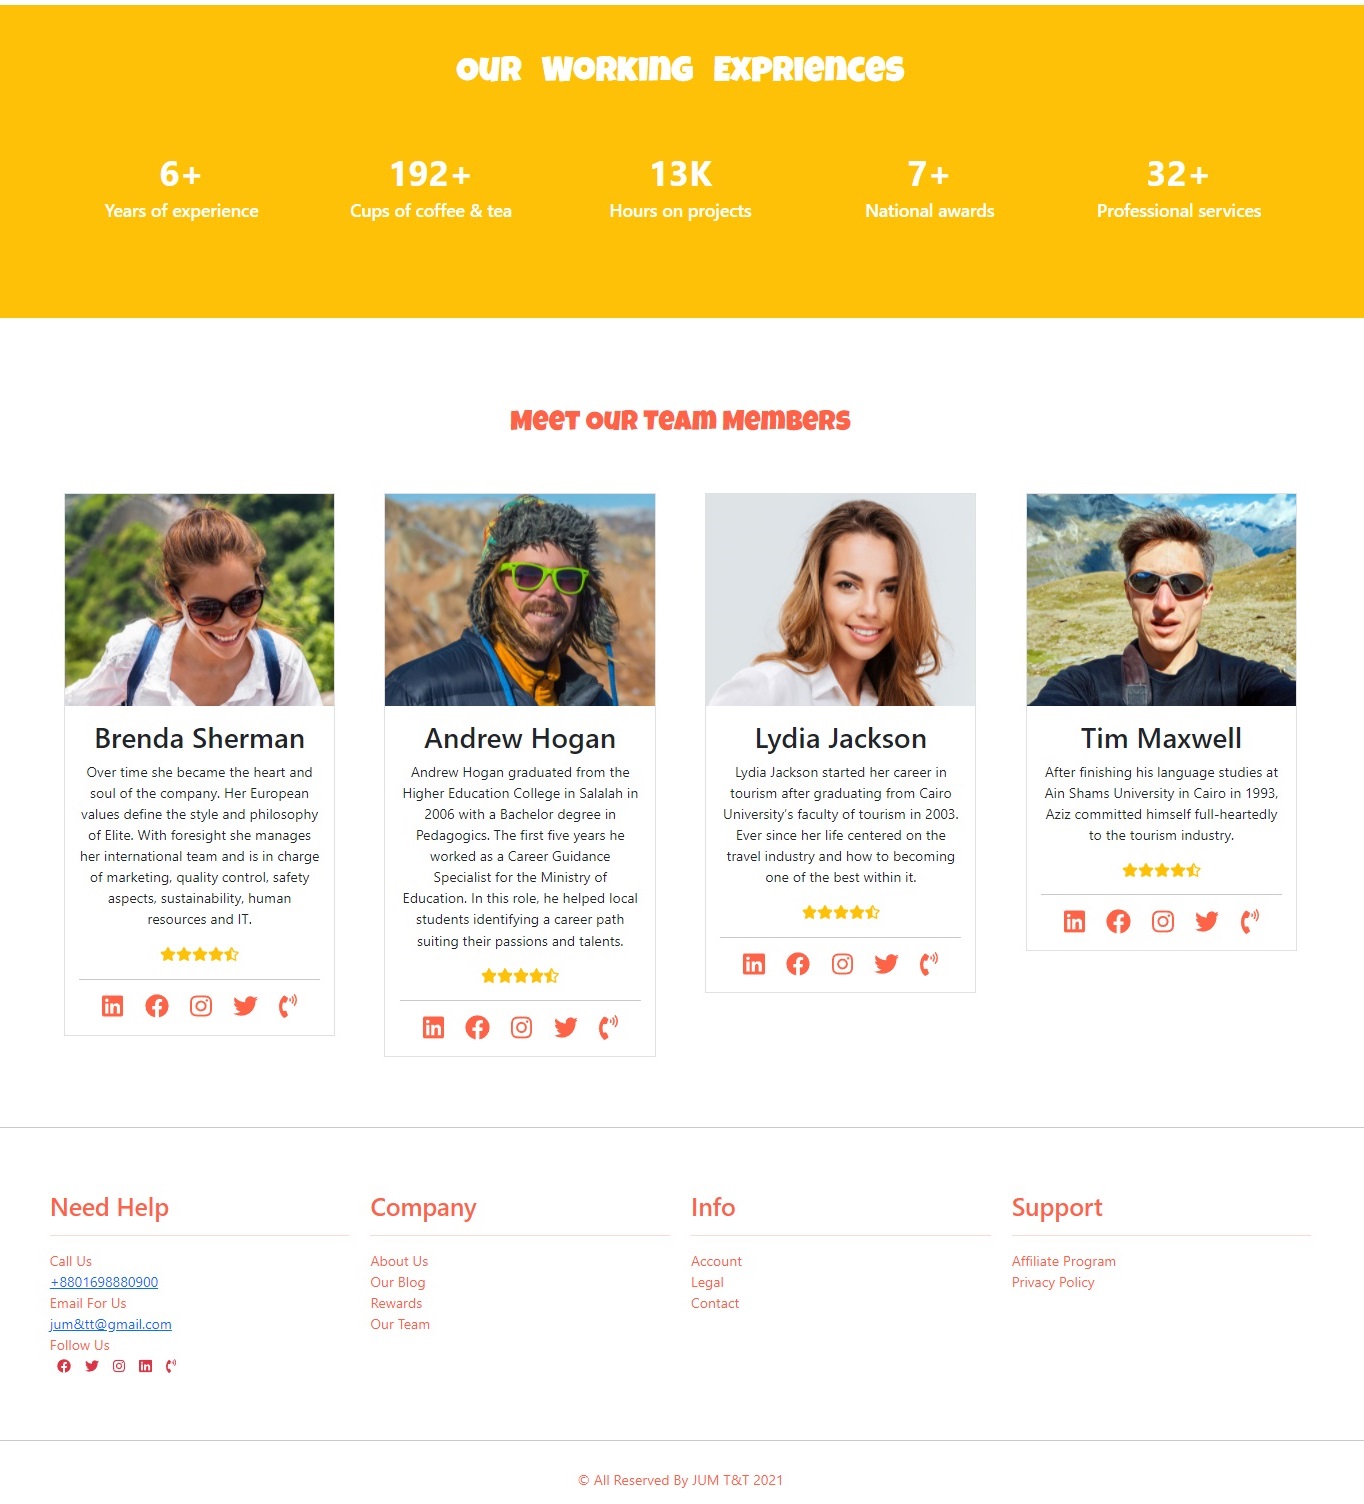 Our Working Expriences
6+
Years of experience
192+
Cups of coffee & tea
13K
Hours on projects
7+
National awards
32+
Professional services
Meet Our Team Members
Brenda Sherman
Over time she became the heart and
soul of the company. Her European
values define the style and philosophy
of Elite. With foresight she manages
her international team and is in charge
of marketing, quality control, safety
aspects, sustainability, human
resources and IT.
Andrew Hogan
Andrew Hogan graduated from the
Higher Education College in Salalah in
2006 with a Bachelor degree in
Pedagogics. The first five years he
worked as a Career Guidance
Specialist for the Ministry of
Education. In this role, he helped local
students identifying a career path
suiting their passions and talents.
Lydia Jackson
Lydia Jackson started her career in
tourism after graduating from Cairo
University's faculty of tourism in 2003.
Ever since her life centered on the
travel industry and how to becoming
one of the best within it.
Tim Maxwell
After finishing his language studies at
Ain Shams University in Cairo in 1993,
Aziz committed himself full-heartedly
to the tourism industry.
Need Help
Call Us
+8801698880900
Email For Us
jum&tt@gmail.com
Follow Us
Company
About Us
Our Blog
Rewards
Our Team
Info
Account
Legal
Contact
Support
Affiliate Program
Privacy Policy
© All Reserved By JUM T&T 2021